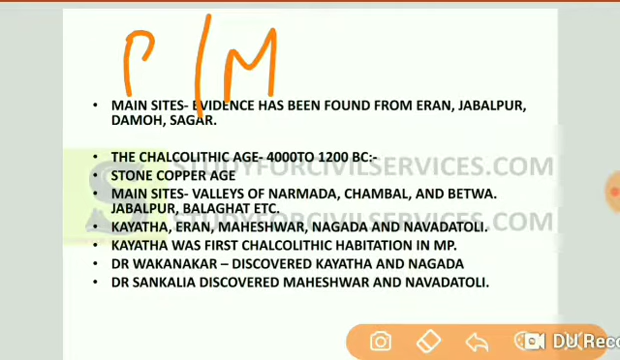 P/M
• MAIN SITES- EVIDENCE HAS BEEN FOUND FROM ERAN, JABALPUR,
DAMOH, SAGAR.
• THE CHALCOLITHIC AGE- 4000TO 1200 BC:-
• STONE COPPER AGE
• MAIN SITES- VALLEYS OF NARMADA, CHAMBAL, AND BETWA.
JABALPUR, BALAGHAT ETC.
• KAYATHA, ERAN, MAHESHWAR, NAGADA AND NAVADATOLI.
• KAYATHA WAS FIRST CHALCOLITHIC HABITATION IN MP.
• DR WAKANAKAR – DISCOVERED KAYATHA AND NAGADA
• DR SANKALIA DISCOVERED MAHESHWAR AND NAVADATOLI.
STUDYFORCIVILSERVICES.COM
STUDYFORCIVILSERVICES.COM
S
DU Reco